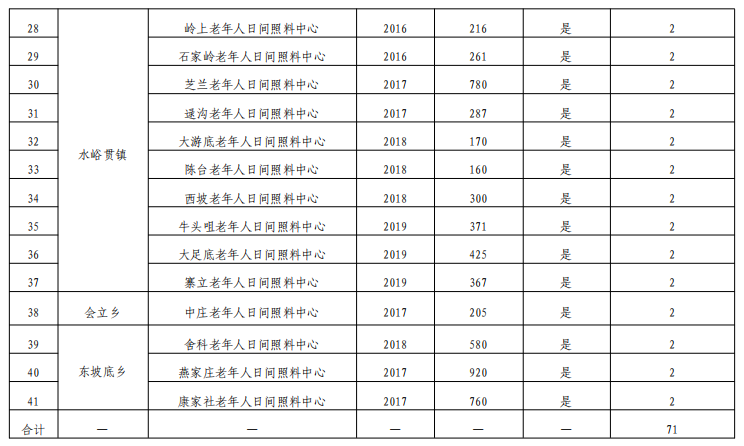 28 岭上老年人日间照料中心 2016 216 是 2
29 石家岭老年人日间照料中心 2016 261 是 2
30 芝兰老年人日间照料中心 2017 780 是 2
31 逯沟老年人日间照料中心 2017 287 是 2
32 大游底老年人日间照料中心 2018 170 是 2
水峪贯镇
33 陈台老年人日间照料中心 2018 160 是 2
34 西坡老年人日间照料中心 2018 300 是 2
35 牛头咀老年人日间照料中心 2019 371 是 2
36 大足底老年人日间照料中心 2019 425 是 2
37 寨立老年人日间照料中心 2019 367 是 2
38 会立乡 中庄老年人日间照料中心 2017 205 是 2
39 舍科老年人日间照料中心 2018 580 是 2
40 东坡底乡 燕家庄老年人日间照料中心 2017 920 是 2
41 康家社老年人日间照料中心 2017 760 是 2
合计 — — — — — 71